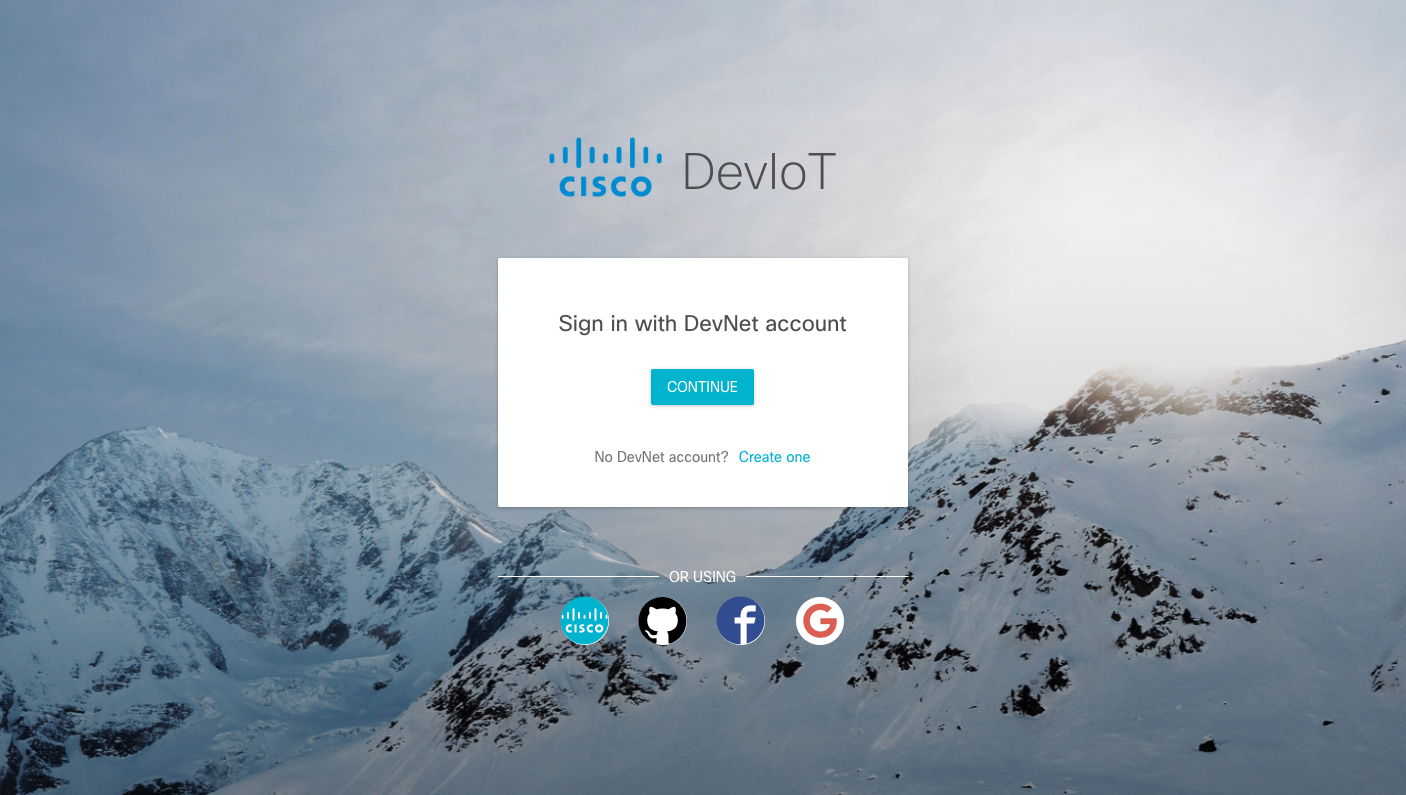 CISCO DevIoT
Sign in with DevNet account
CONTINUE
No DevNet account? Create one
OR USING
CISCO